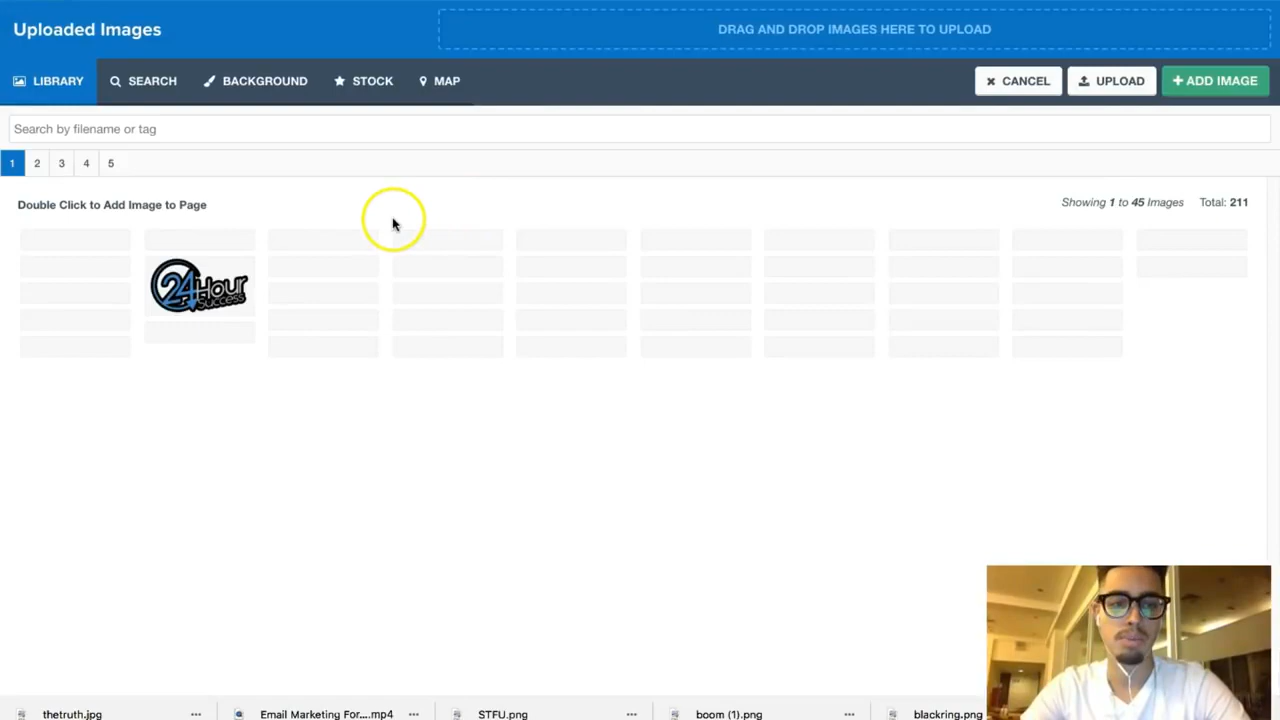 Uploaded Images
DRAG AND DROP IMAGES HERE TO UPLOAD
LIBRARY SEARCH BACKGROUND STOCK MAP CANCEL UPLOAD ADD IMAGE
Search by filename or tag
1 2 3 4 5
Double Click to Add Image to Page
Showing 1 to 45 Images Total: 211
24 Hour
Success
thetruth.jpg Email Marketing For....mp4 STFU.png boom (1).png blackring.png